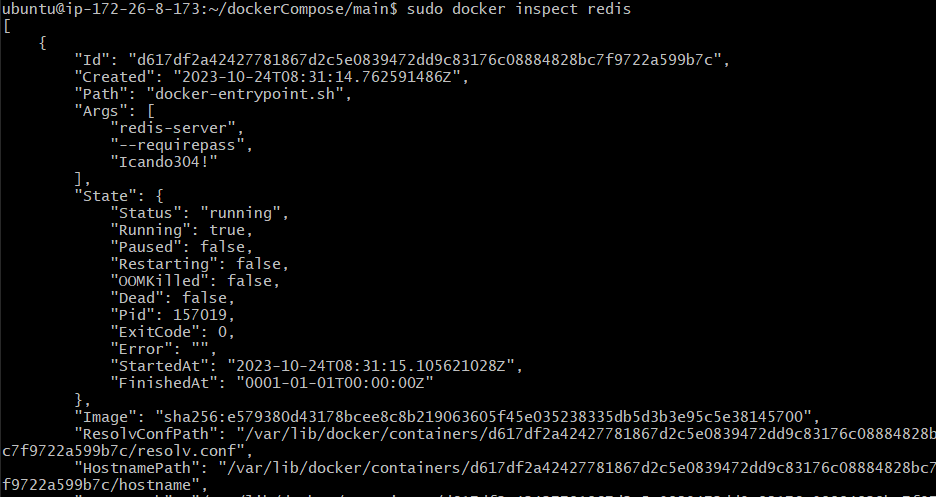 ubuntu@ip-172-26-8-173:~/dockerCompose/main$ sudo docker inspect redis
[
    {
        "Id": "d617df2a42427781867d2c5e0839472dd9c83176c08884828bc7f9722a599b7c",
        "Created": "2023-10-24T08:31:14.762591486Z",
        "Path": "docker-entrypoint.sh",
        "Args": [
            "redis-server",
            "--requirepass",
            "Icando304!"
        ],
        "State": {
            "Status": "running",
            "Running": true,
            "Paused": false,
            "Restarting": false,
            "OOMKilled": false,
            "Dead": false,
            "Pid": 157019,
            "ExitCode": 0,
            "Error": "",
            "StartedAt": "2023-10-24T08:31:15.105621028Z",
            "FinishedAt": "0001-01-01T00:00:00Z"
        },
        "Image": "sha256:e579380d43178bcee8c8b219063605f45e035238335db5d3b3e95c5e38145700",
        "ResolvConfPath": "/var/lib/docker/containers/d617df2a42427781867d2c5e0839472dd9c83176c08884828b
c7f9722a599b7c/resolv.conf",
        "HostnamePath": "/var/lib/docker/containers/d617df2a42427781867d2c5e0839472dd9c83176c08884828bc7
f9722a599b7c/hostname",